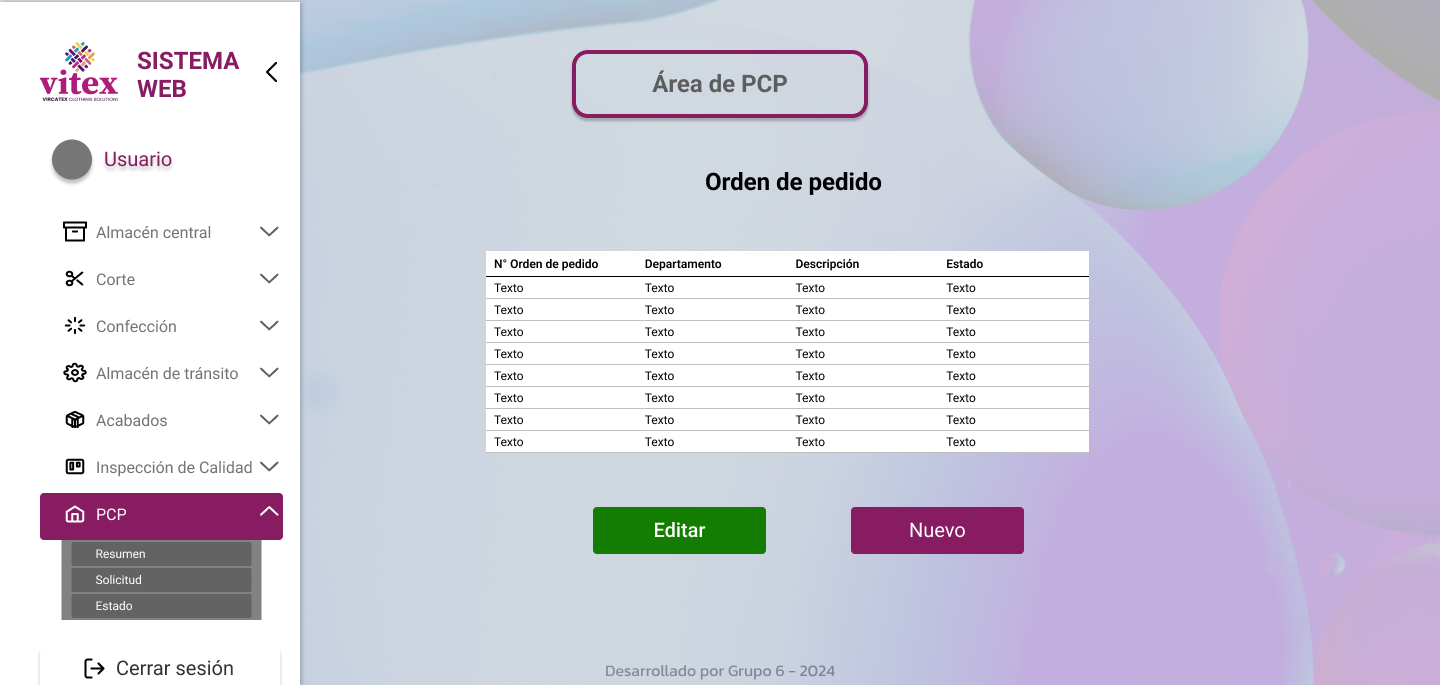 vitex
VIRCATEX CLOTHING SOLUTIONS
SISTEMA
WEB
Usuario
Almacén central
Corte
Confección
Almacén de tránsito
Acabados
Inspección de Calidad
PCP
Resumen
Solicitud
Estado
Cerrar sesión
Área de PCP
Orden de pedido
N° Orden de pedido Departamento Descripción Estado
Texto Texto Texto Texto
Texto Texto Texto Texto
Texto Texto Texto Texto
Texto Texto Texto Texto
Texto Texto Texto Texto
Texto Texto Texto Texto
Texto Texto Texto Texto
Texto Texto Texto Texto
Editar Nuevo
Desarrollado por Grupo 6 - 2024